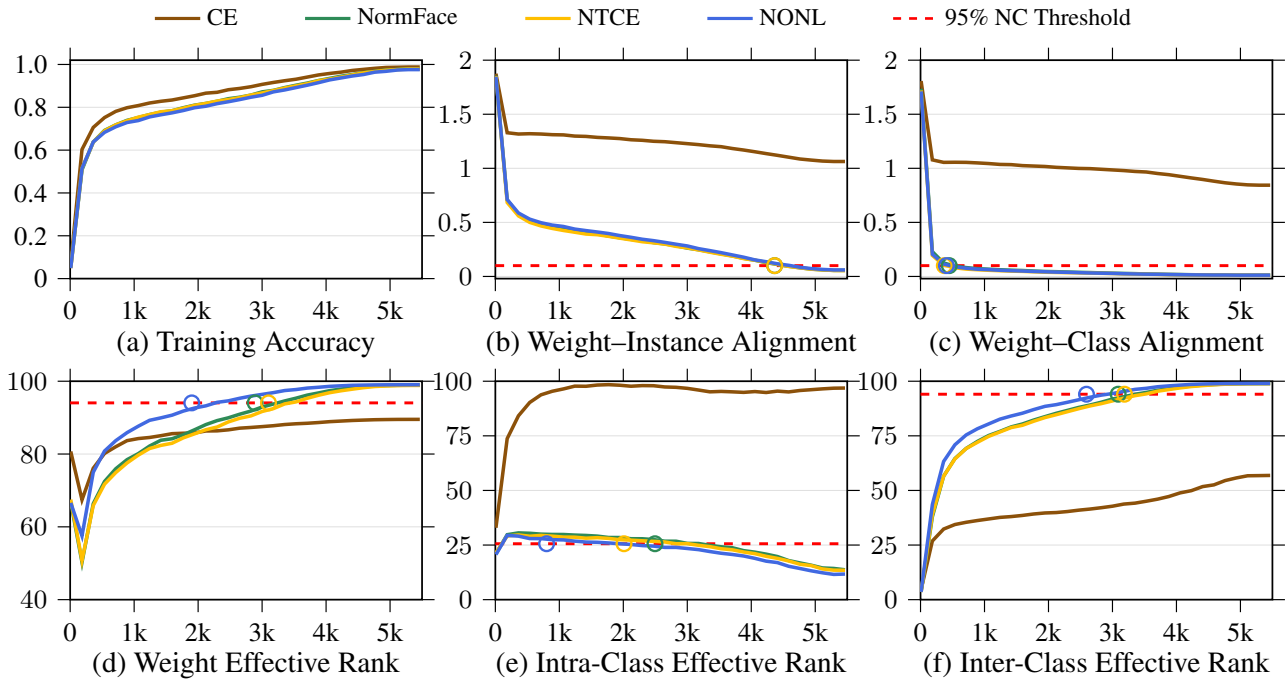 CE NormFace NTCE NONL 95% NC Threshold
1.0 0.8 0.6 0.4 0.2 0
0 1k 2k 3k 4k 5k
(a) Training Accuracy
2 1.5 1 0.5 0
0 1k 2k 3k 4k 5k
(b) Weight–Instance Alignment
2 1.5 1 0.5 0
0 1k 2k 3k 4k 5k
(c) Weight–Class Alignment
100 80 60 40
0 1k 2k 3k 4k 5k
(d) Weight Effective Rank
100 75 50 25 0
0 1k 2k 3k 4k 5k
(e) Intra-Class Effective Rank
100 75 50 25 0
0 1k 2k 3k 4k 5k
(f) Inter-Class Effective Rank